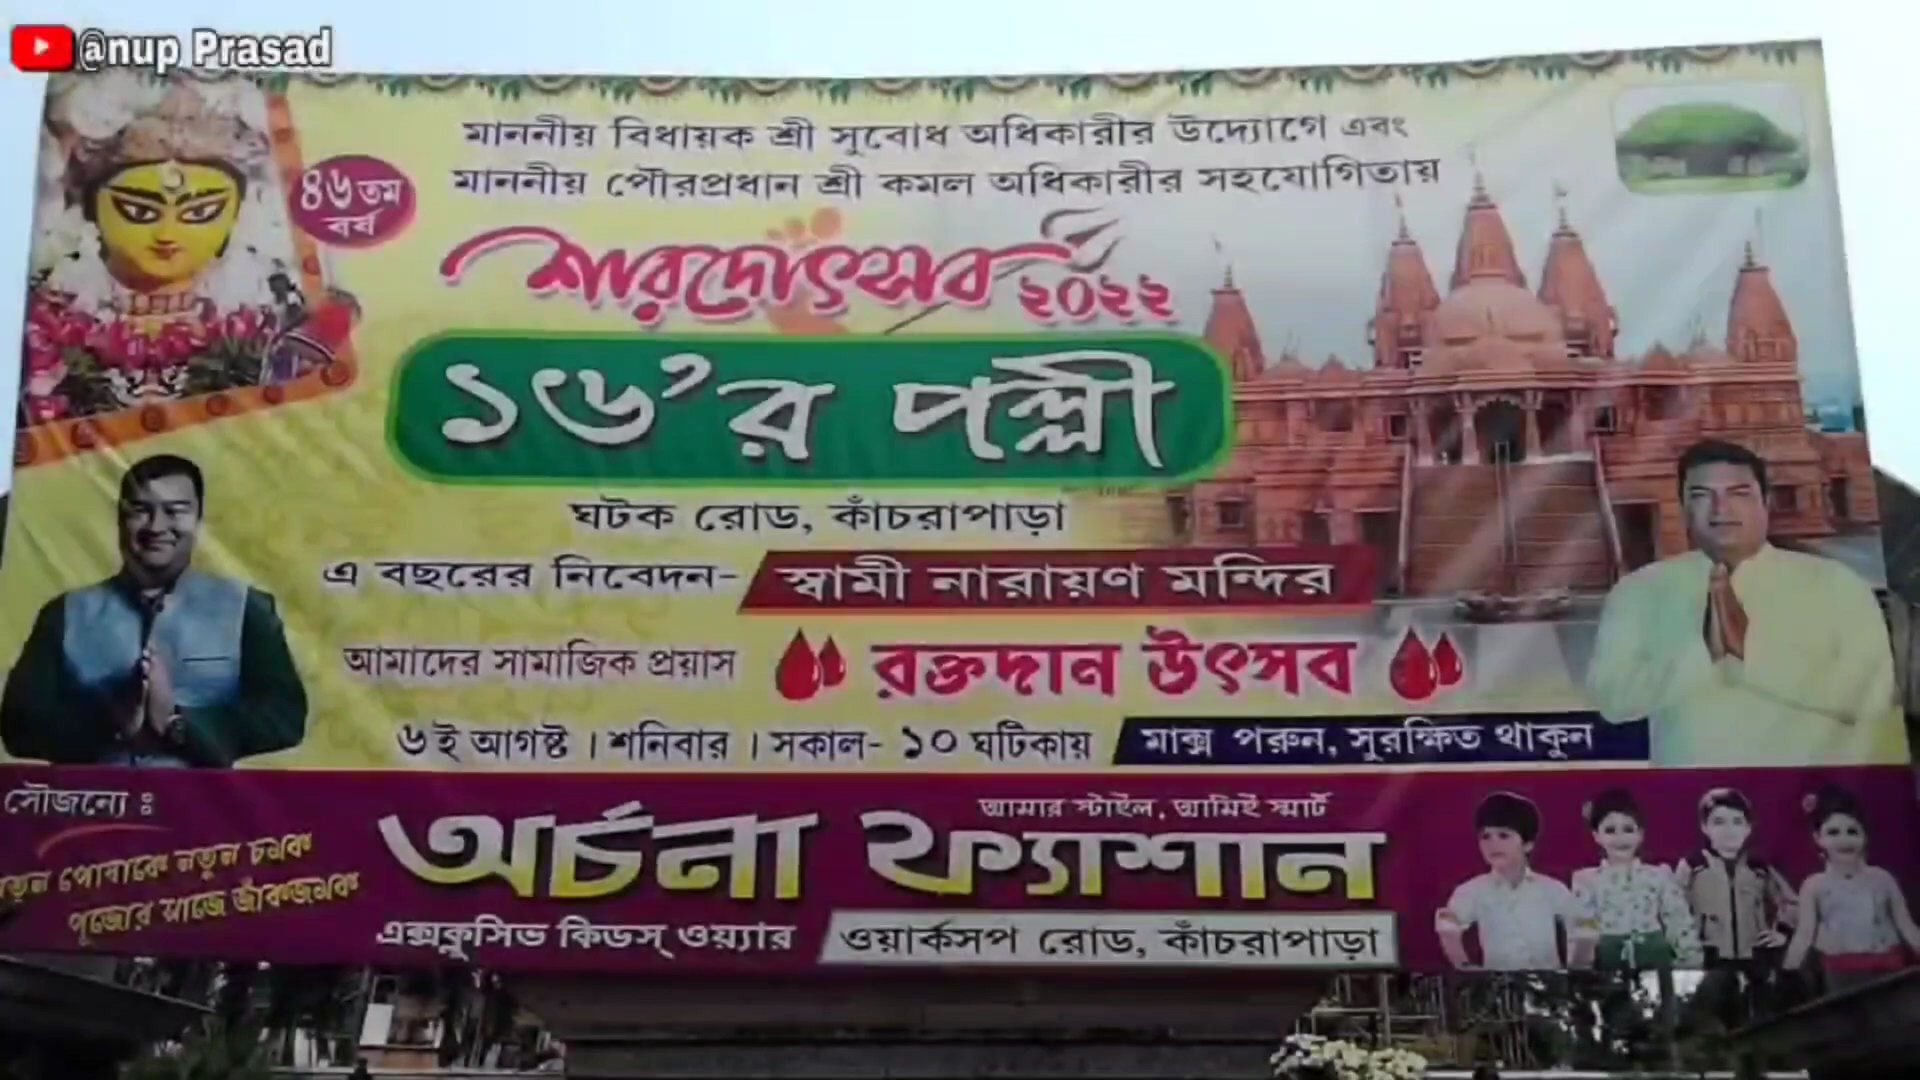 @nup Prasad
মাননীয় বিধায়ক শ্রী সুবোধ অধিকারীর উদ্যোগে এবং
মাননীয় পৌরপ্রধান শ্রী কমল অধিকারীর সহযোগিতায়
৪৬তম
বর্ষ
শারদোৎসব ২০২২
১৬'র পল্লী
ঘটক রোড, কাঁচরাপাড়া
এ বছরের নিবেদন- স্বামী নারায়ণ মন্দির
আমাদের সামাজিক প্রয়াস রক্তদান উৎসব
৬ই আগষ্ট । শনিবার । সকাল- ১০ ঘটিকায় মাক্স পরুন, সুরক্ষিত থাকুন
সৌজন্যে ঃ
নতুন পোষাকে নতুন চমক
পূজোর সাজে জাঁকজমক
আমার স্টাইল, আমিই স্মার্ট
অর্চনা ফ্যাশান
এক্সক্লুসিভ কিডস্ ওয়্যার
ওয়ার্কসপ রোড, কাঁচরাপাড়া